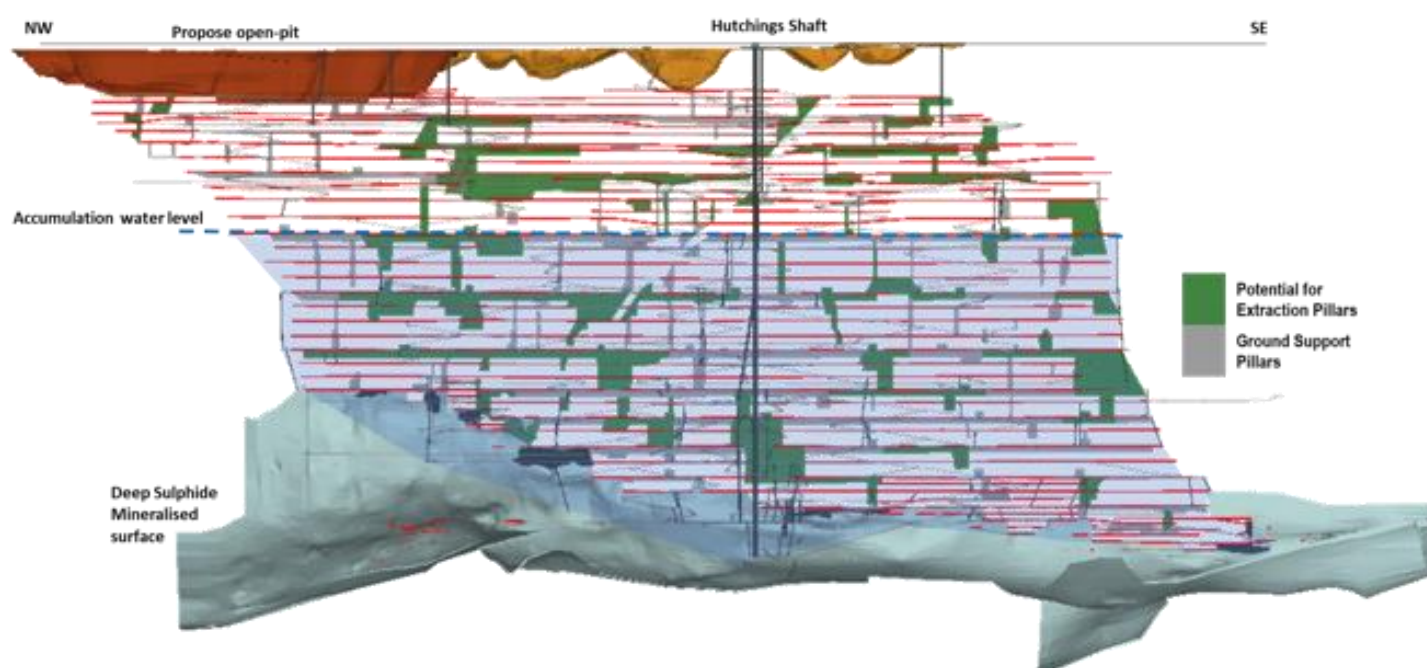 NW
Propose open-pit
Hutchings Shaft
SE
Accumulation water level
Potential for
Extraction Pillars
Ground Support
Pillars
Deep Sulphide
Mineralised
surface